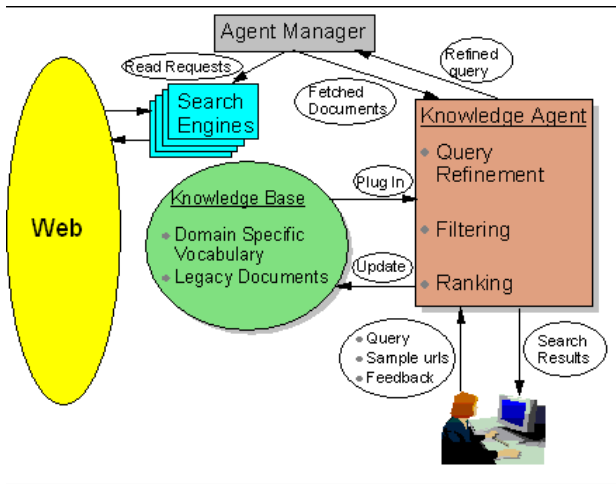 Agent Manager
Read Requests
Refined
query
Search
Engines
Fetched
Documents
Knowledge Agent
Query
Refinement
Filtering
Ranking
Plug In
Knowledge Base
Domain Specific
Vocabulary
Legacy Documents
Web
Update
Query
Sample urls
Feedback
Search
Results